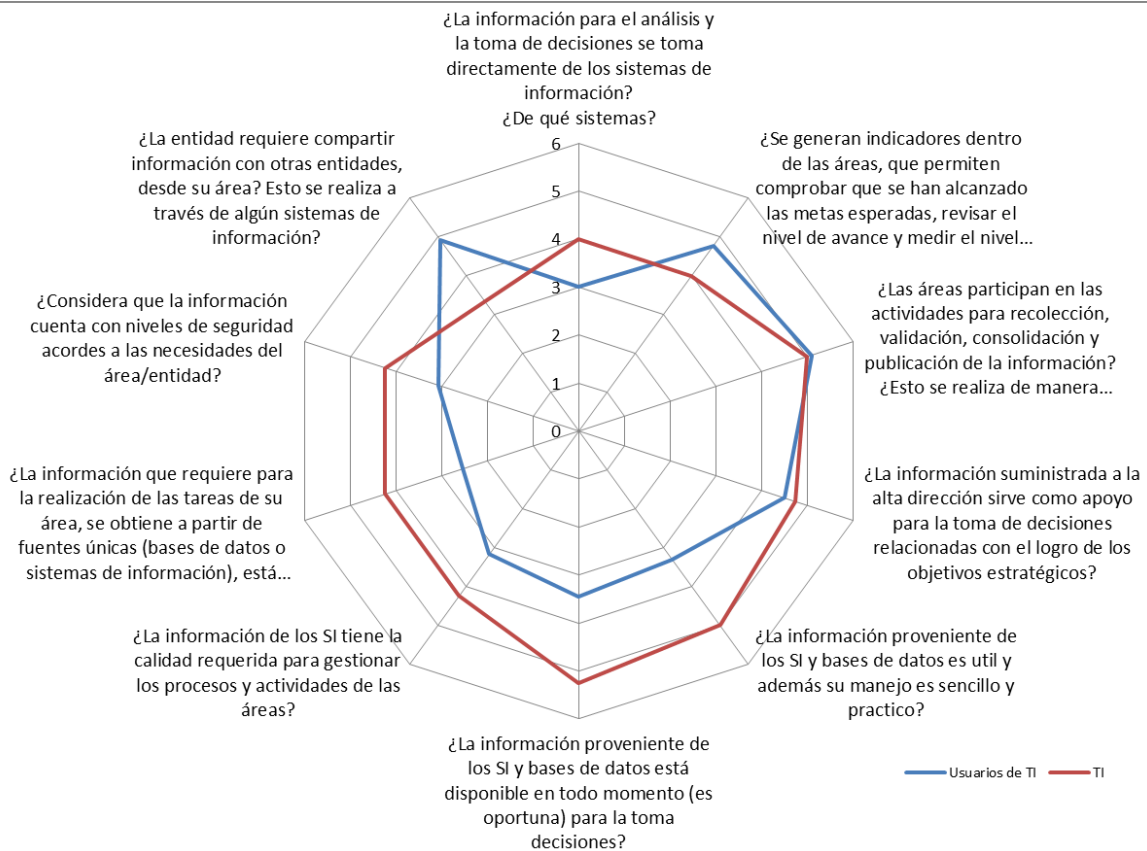 ¿La información para el análisis y
la toma de decisiones se toma
directamente de los sistemas de
información?
¿De qué sistemas?
¿Se generan indicadores dentro
de las áreas, que permiten
comprobar que se han alcanzado
las metas esperadas, revisar el
nivel de avance y medir el nivel...
¿Las áreas participan en las
actividades para recolección,
validación, consolidación y
publicación de la información?
¿Esto se realiza de manera...
¿La información suministrada a la
alta dirección sirve como apoyo
para la toma de decisiones
relacionadas con el logro de los
objetivos estratégicos?
¿La información proveniente de
los SI y bases de datos es util y
además su manejo es sencillo y
practico?
¿La información proveniente de
los SI y bases de datos está
disponible en todo momento (es
oportuna) para la toma
decisiones?
¿La información de los SI tiene la
calidad requerida para gestionar
los procesos y actividades de las
áreas?
¿La información que requiere para
la realización de las tareas de su
área, se obtiene a partir de
fuentes únicas (bases de datos o
sistemas de información), está...
¿Considera que la información
cuenta con niveles de seguridad
acordes a las necesidades del
área/entidad?
¿La entidad requiere compartir
información con otras entidades,
desde su área? Esto se realiza a
través de algún sistemas de
información?
6
5
4
3
2
1
0
Usuarios de TI
TI